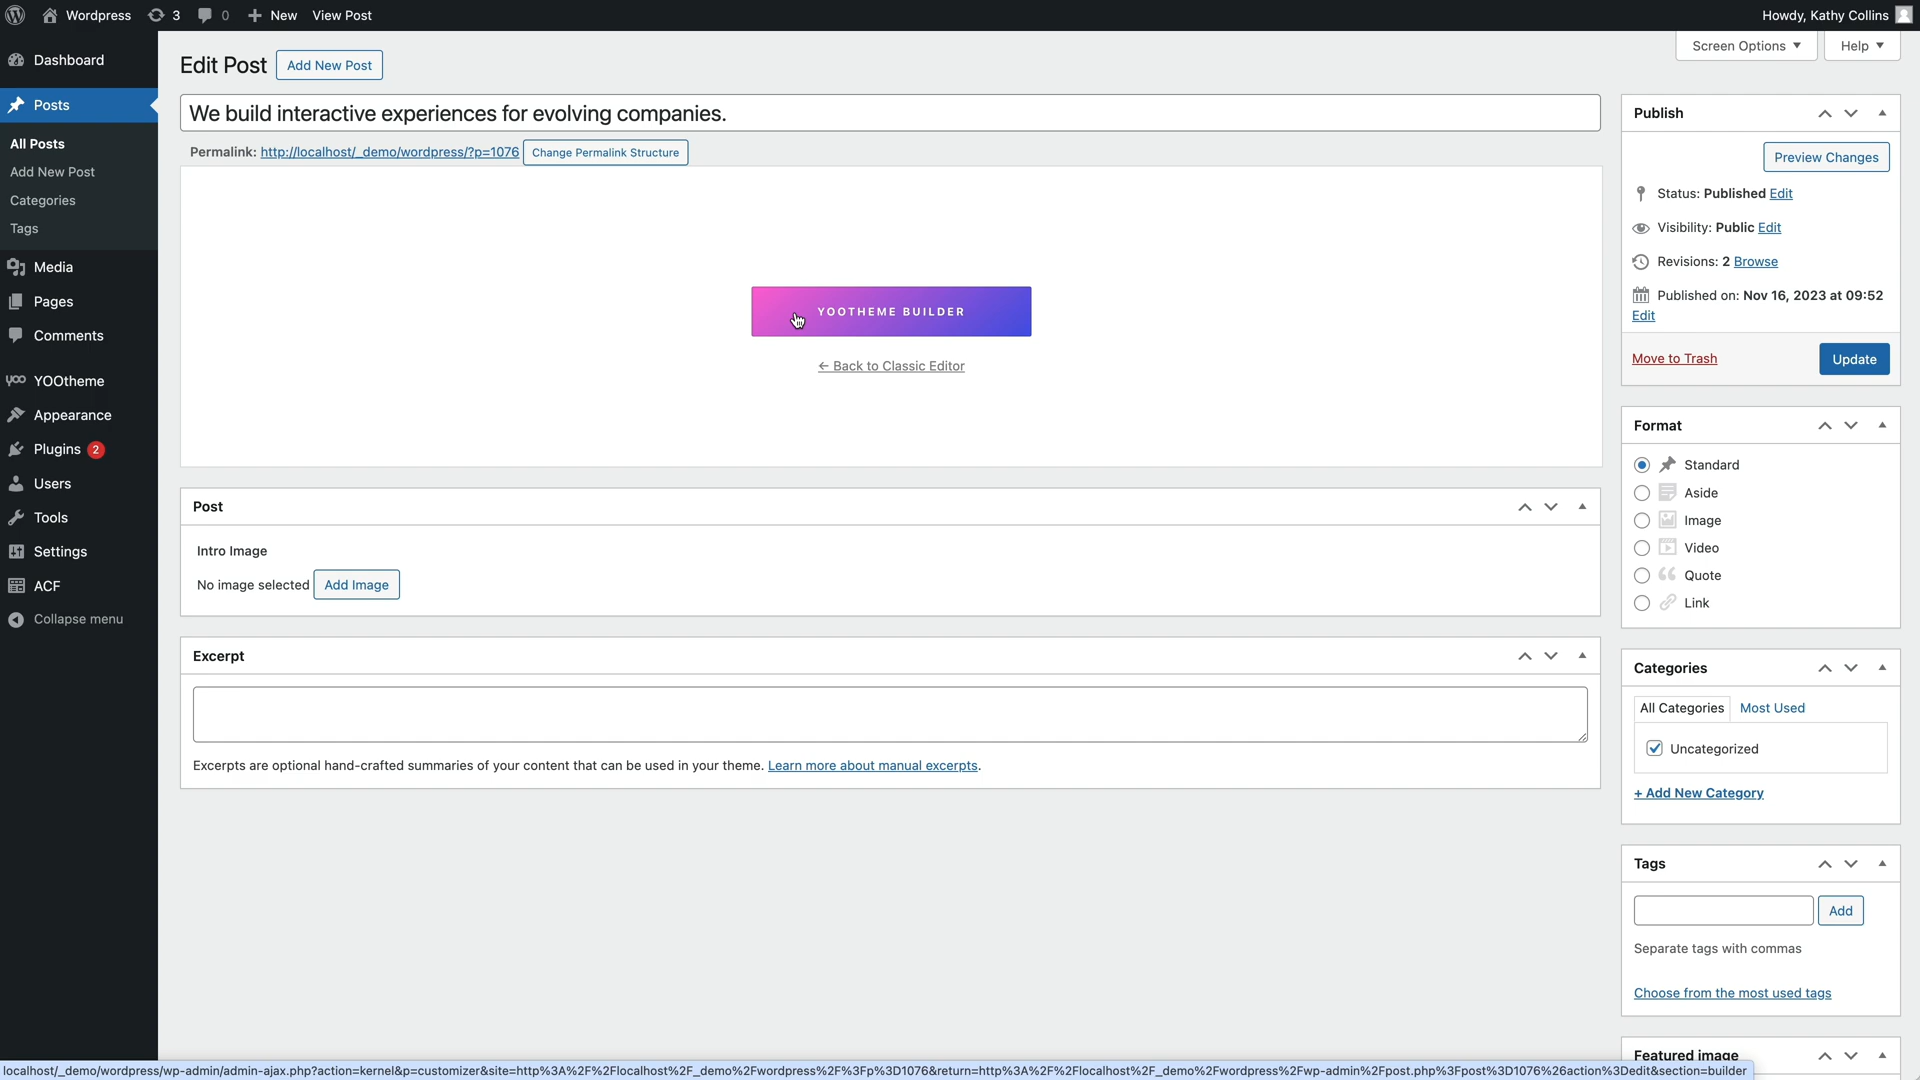 Wordpress 3 0 New View Post Howdy, Kathy Collins
Screen Options Help
Dashboard
Posts
All Posts
Add New Post
Categories
Tags
Media
Pages
Comments
yoo YOOtheme
Appearance
Plugins 2
Users
Tools
Settings
ACF
Collapse menu
Edit Post Add New Post
We build interactive experiences for evolving companies.
Permalink: http://localhost/_demo/wordpress/?p=1076 Change Permalink Structure
YOOTHEME BUILDER
← Back to Classic Editor
Post
Intro Image
No image selected Add Image
Excerpt
Excerpts are optional hand-crafted summaries of your content that can be used in your theme. Learn more about manual excerpts.
Publish
Preview Changes
Status: Published Edit
Visibility: Public Edit
Revisions: 2 Browse
Published on: Nov 16, 2023 at 09:52
Edit
Move to Trash Update
Format
Standard
Aside
Image
Video
Quote
Link
Categories
All Categories Most Used
Uncategorized
+ Add New Category
Tags
Add
Separate tags with commas
Choose from the most used tags
Featured image
localhost/_demo/wordpress/wp-admin/admin-ajax.php?action=kernel&p=customizer&site=http%3A%2F%2Flocalhost%2F_demo%2Fwordpress%2F%3Fp%3D1076&return=http%3A%2F%2Flocalhost%2F_demo%2Fwordpress%2Fwp-admin%2Fpost.php%3Fpost%3D1076%26action%3Dedit&section=builder